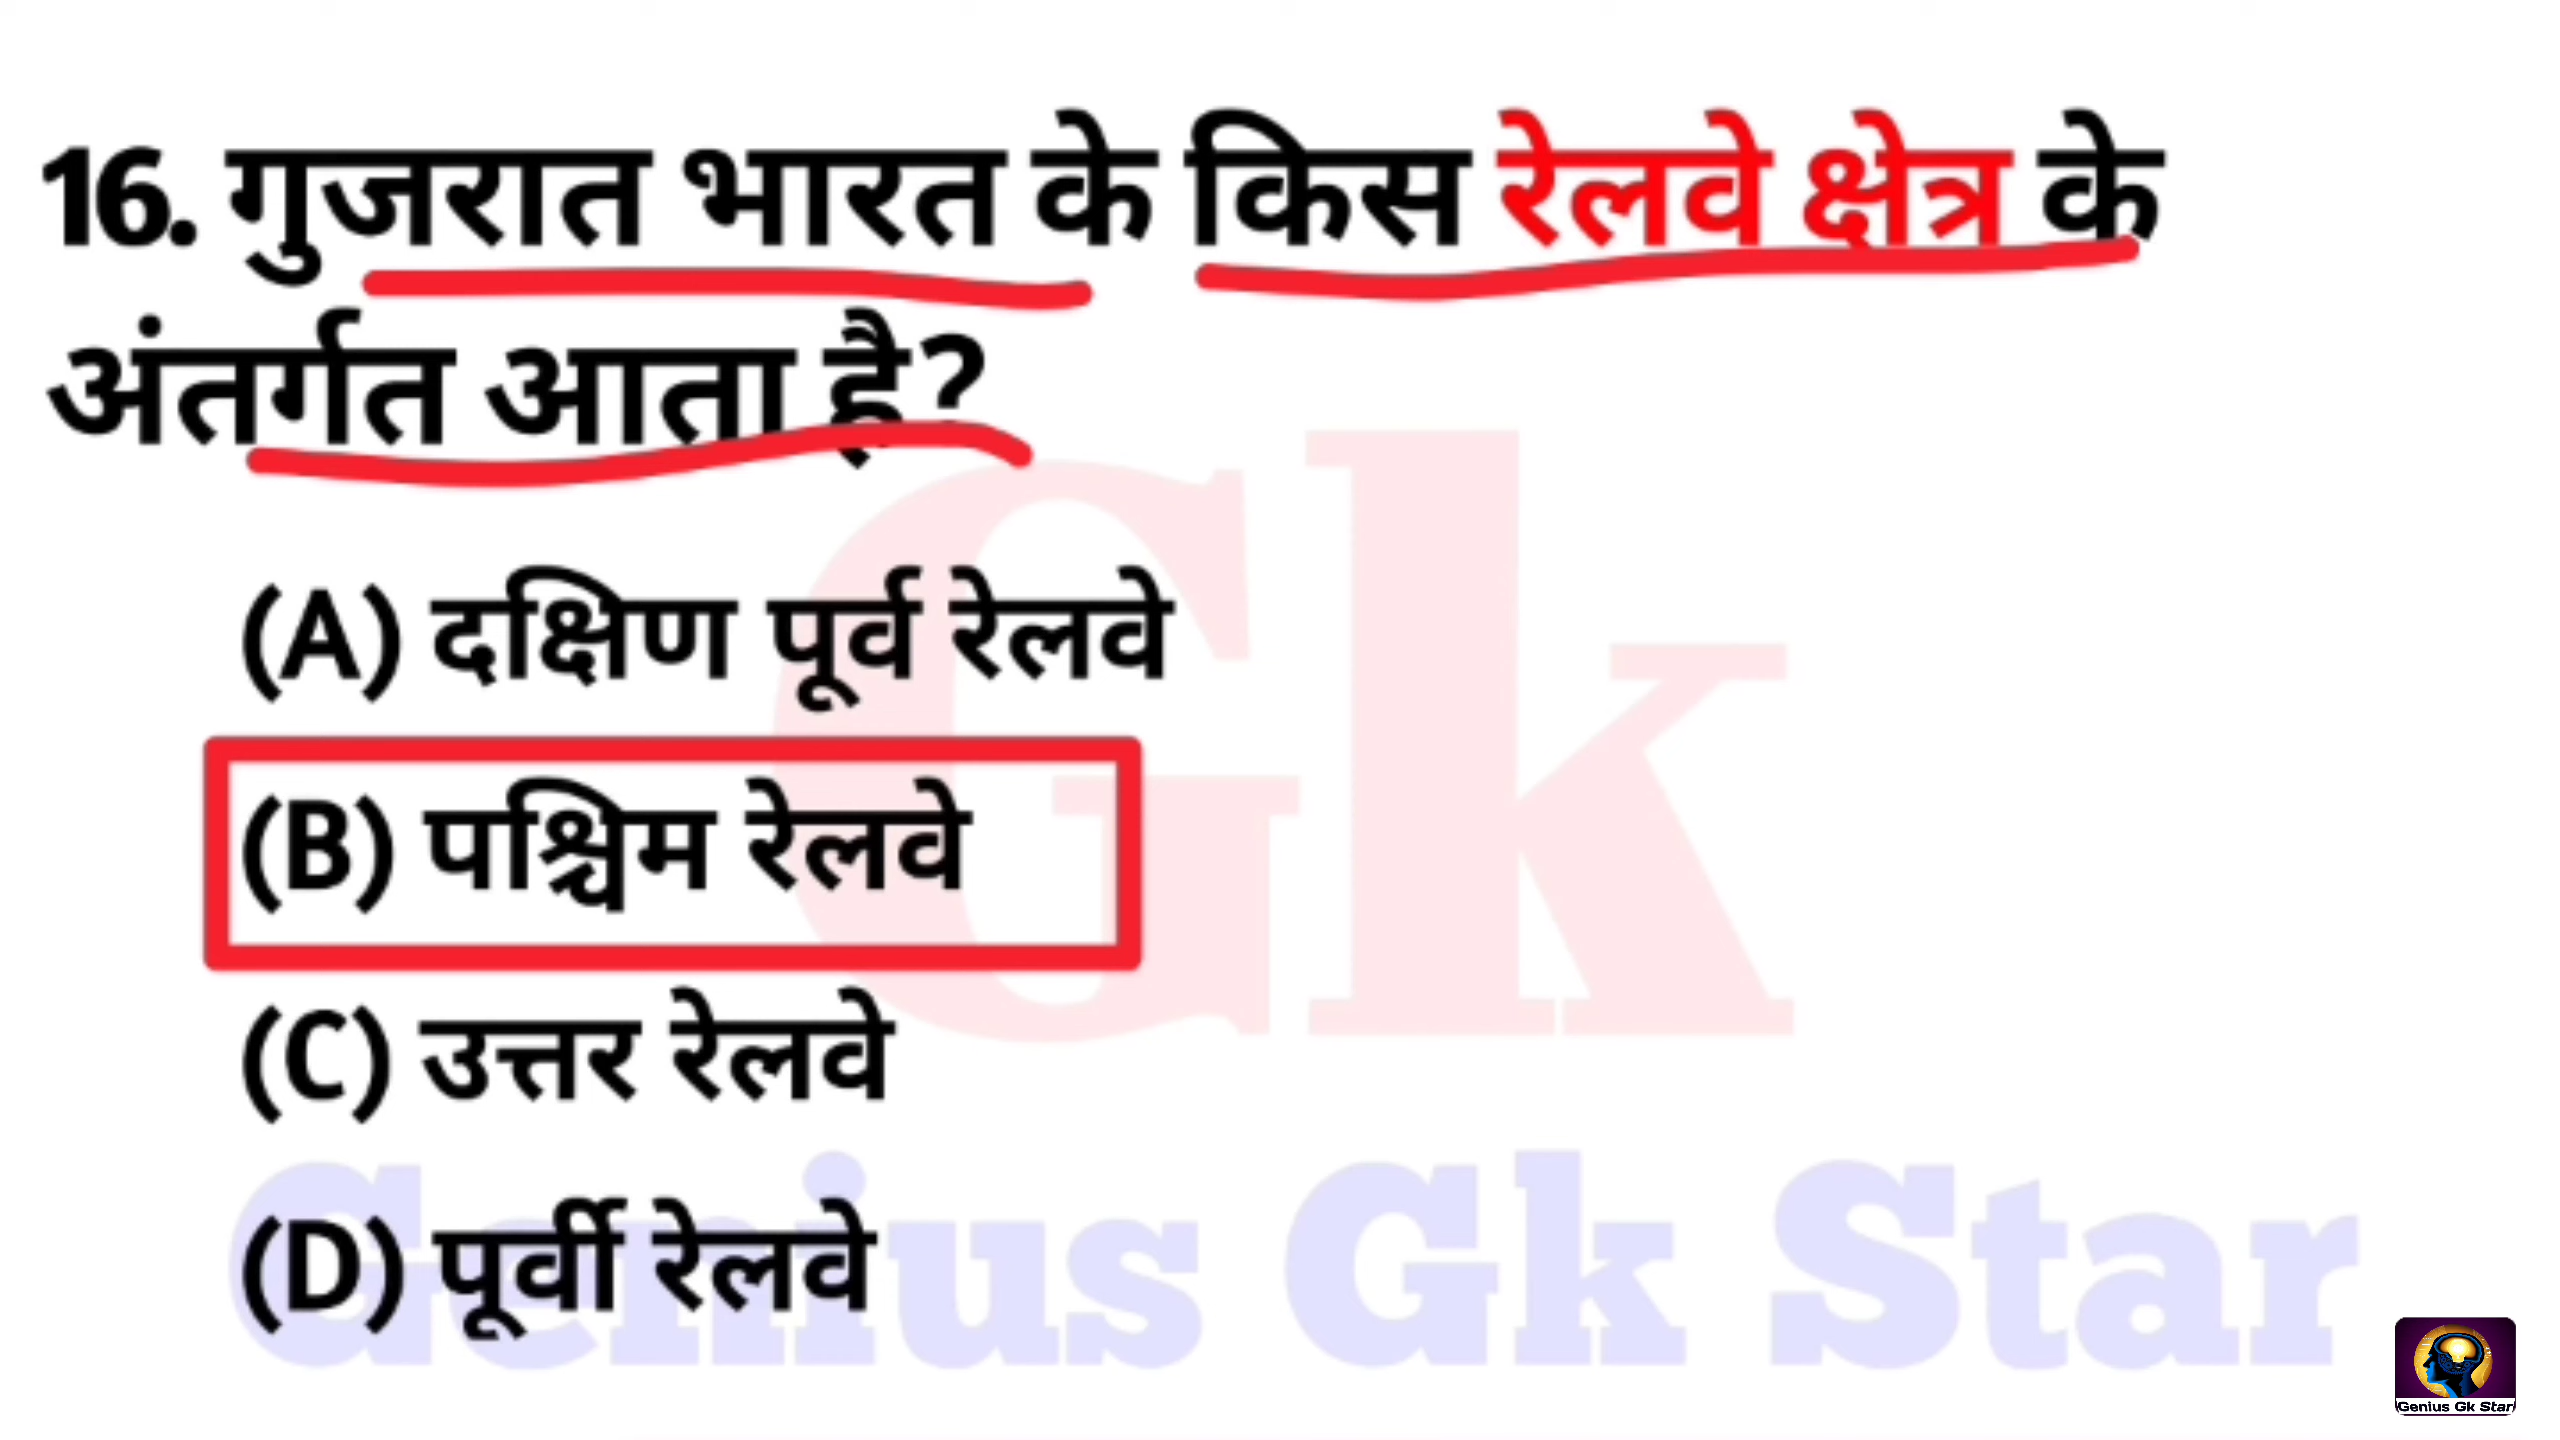 16. गुजरात भारत के किस रेलवे क्षेत्र के
अंतर्गत आता है?
(A) दक्षिण पूर्व रेलवे
(B) पश्चिम रेलवे
(C) उत्तर रेलवे
(D) पूर्वी रेलवे
Gk
Genius Gk Star
Genius Gk Star